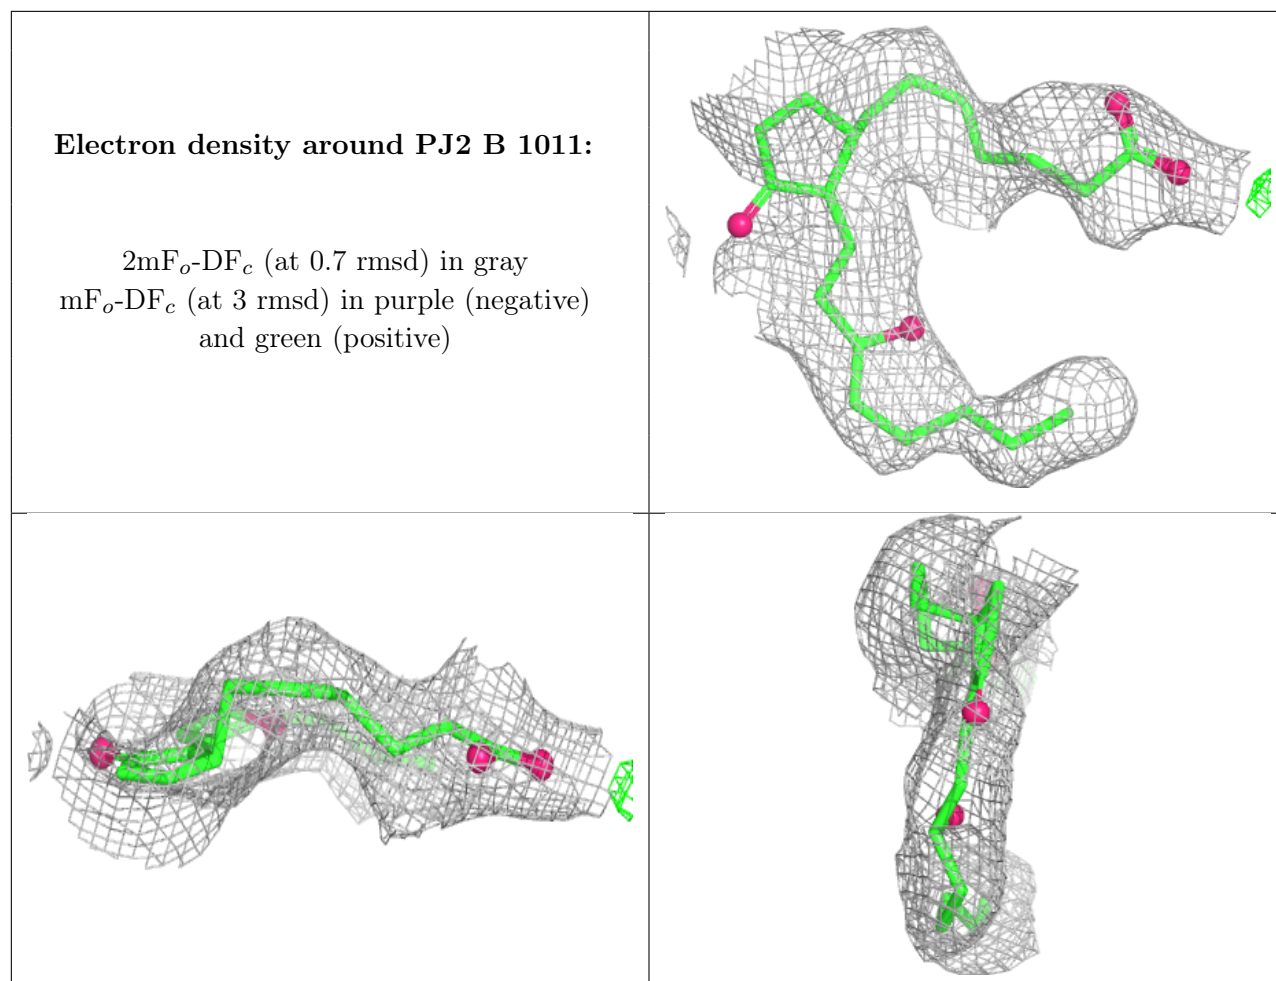 Electron density around PJ2 B 1011:
2mFo-DFc (at 0.7 rmsd) in gray
mFo-DFc (at 3 rmsd) in purple (negative)
and green (positive)